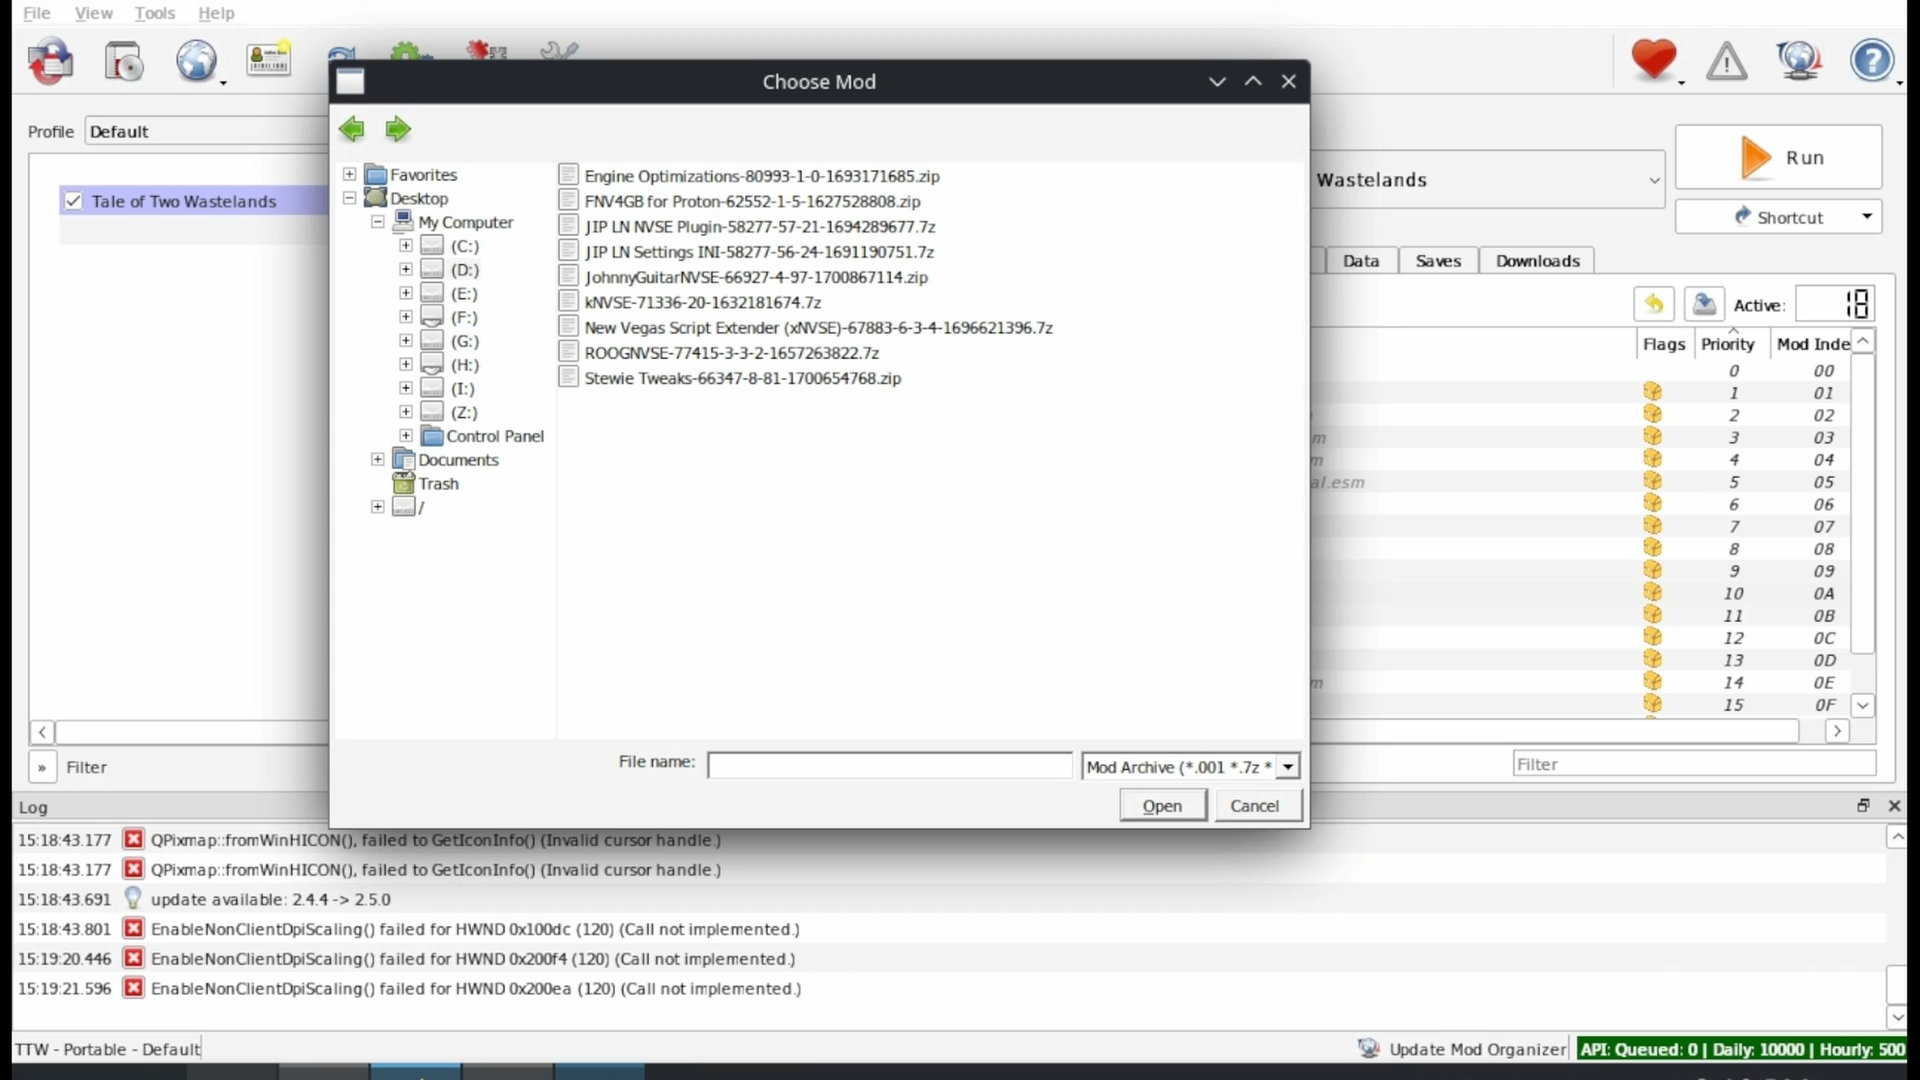 File View Tools Help
Choose Mod
Profile Default
Tale of Two Wastelands
Favorites
Desktop
My Computer
(C:)
(D:)
(E:)
(F:)
(G:)
(H:)
(I:)
(Z:)
Control Panel
Documents
Trash
/
Engine Optimizations-80993-1-0-1693171685.zip
FNV4GB for Proton-62552-1-5-1627528808.zip
JIP LN NVSE Plugin-58277-57-21-1694289677.7z
JIP LN Settings INI-58277-56-24-1691190751.7z
JohnnyGuitarNVSE-66927-4-97-1700867114.zip
kNVSE-71336-20-1632181674.7z
New Vegas Script Extender (xNVSE)-67883-6-3-4-1696621396.7z
ROOGNVSE-77415-3-3-2-1657263822.7z
Stewie Tweaks-66347-8-81-1700654768.zip
File name:
Mod Archive (*.001 *.7z *
Open Cancel
Wastelands
Run
Shortcut
Data Saves Downloads
Active: 18
Flags Priority Mod Inde
0 00
1 01
2 02
m 3 03
m 4 04
al.esm 5 05
6 06
7 07
8 08
9 09
10 0A
11 0B
12 0C
13 0D
m 14 0E
15 0F
» Filter
Filter
Log
15:18:43.177 QPixmap::fromWinHICON(), failed to GetIconInfo() (Invalid cursor handle.)
15:18:43.177 QPixmap::fromWinHICON(), failed to GetIconInfo() (Invalid cursor handle.)
15:18:43.691 update available: 2.4.4 -> 2.5.0
15:18:43.801 EnableNonClientDpiScaling() failed for HWND 0x100dc (120) (Call not implemented.)
15:19:20.446 EnableNonClientDpiScaling() failed for HWND 0x200f4 (120) (Call not implemented.)
15:19:21.596 EnableNonClientDpiScaling() failed for HWND 0x200ea (120) (Call not implemented.)
TTW - Portable - Default
Update Mod Organizer
API: Queued: 0 | Daily: 10000 | Hourly: 500